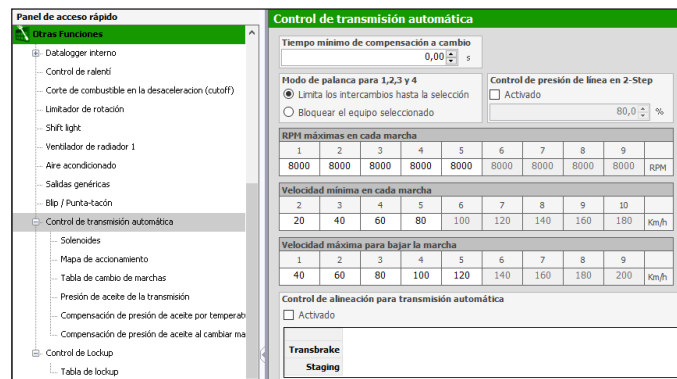 Panel de acceso rápido
Otras Funciones
Datalogger interno
Control de ralentí
Corte de combustible en la desaceleracion (cutoff)
Limitador de rotación
Shift light
Ventilador de radiador 1
Aire acondicionado
Salidas genéricas
Blip / Punta-tacón
Control de transmisión automática
Solenoides
Mapa de accionamiento
Tabla de cambio de marchas
Presión de aceite de la transmisión
Compensación de presión de aceite por temperatu
Compensación de presión de aceite al cambiar ma
Control de Lockup
Tabla de lockup
Control de transmisión automática
Tiempo mínimo de compensación a cambio
0,00 s
Modo de palanca para 1,2,3 y 4
Limita los intercambios hasta la selección
Bloquear el equipo seleccionado
Control de presión de línea en 2-Step
Activado
80,0 %
RPM máximas en cada marcha
1 2 3 4 5 6 7 8 9
8000 8000 8000 8000 8000 8000 8000 8000 8000 RPM
Velocidad mínima en cada marcha
2 3 4 5 6 7 8 9 10
20 40 60 80 100 120 140 160 180 Km/h
Velocidad máxima para bajar la marcha
1 2 3 4 5 6 7 8 9
40 60 80 100 120 140 160 180 200 Km/h
Control de alineación para transmisión automática
Activado
Transbrake
Staging